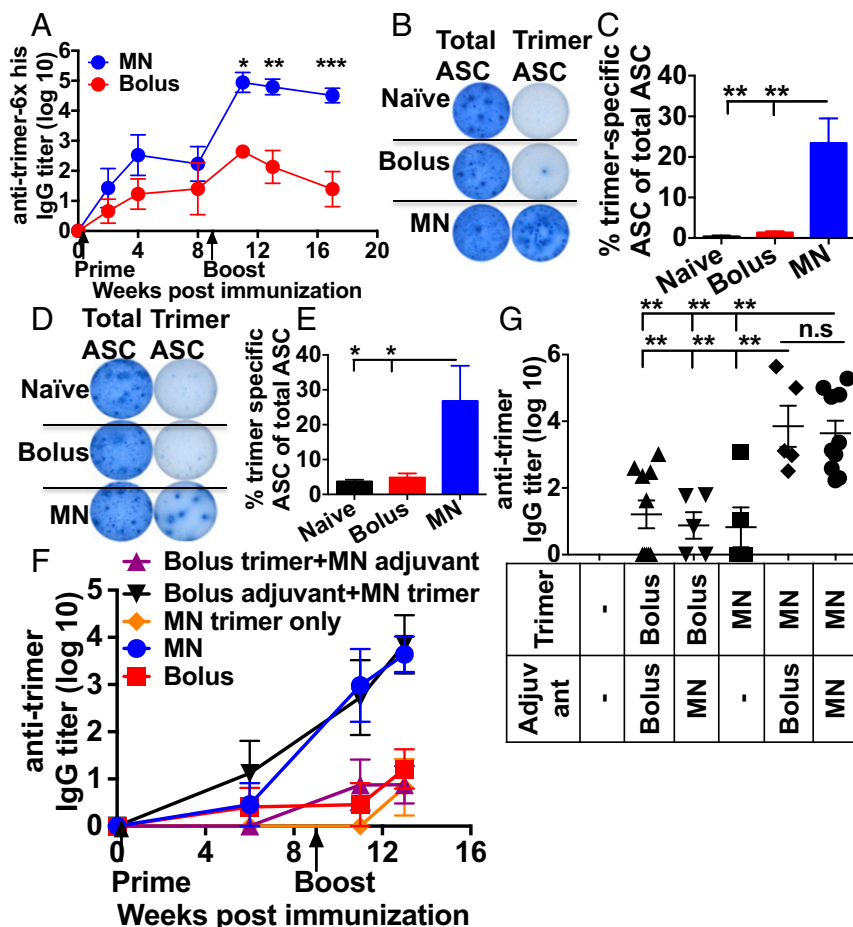 A
anti-trimer-6x his
IgG titer (log 10)
6
5
4
3
2
1
0
MN
Bolus
* ** ***
0 4 8 12 16 20
Prime Boost
Weeks post immunization
B
Total Trimer
ASC ASC
Naïve
Bolus
MN
C
% trimer-specific
ASC of total ASC
40
30
20
10
0
** **
Naive Bolus MN
D
Total Trimer
ASC ASC
Naïve
Bolus
MN
E
% trimer specific
ASC of total ASC
40
30
20
10
0
* *
Naive Bolus MN
F
Bolus trimer+MN adjuvant
Bolus adjuvant+MN trimer
MN trimer only
MN
Bolus
anti-trimer
IgG titer (log 10)
5
4
3
2
1
0
0 4 8 12 16
Prime Boost
Weeks post immunization
G
** ** **
** ** ** n.s
anti-trimer
IgG titer (log 10)
6
4
2
0
Trimer - Bolus Bolus MN MN MN
Adjuv
ant - Bolus MN - Bolus MN